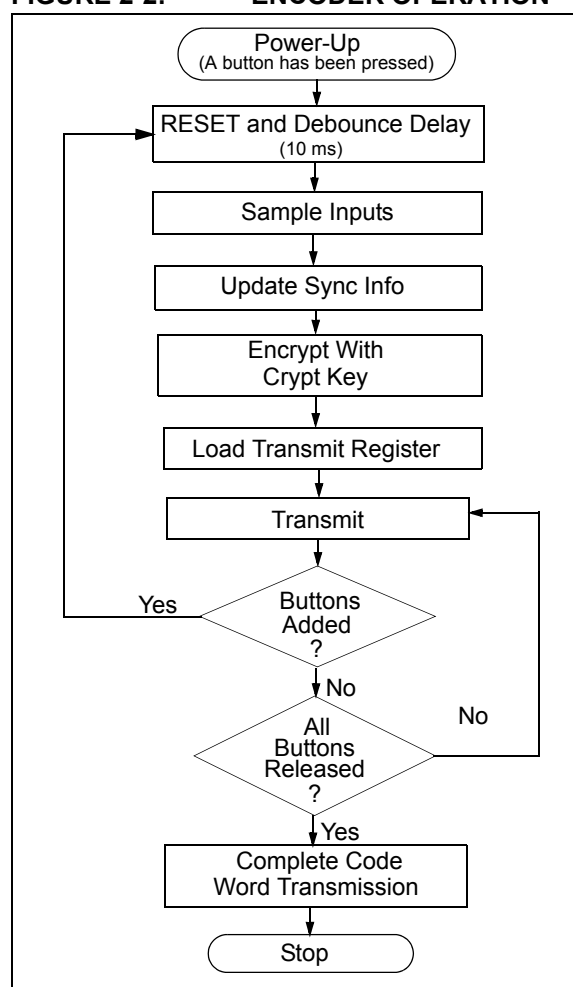 FIGURE 2-2: ENCODER OPERATION
Power-Up
(A button has been pressed)
RESET and Debounce Delay
(10 ms)
Sample Inputs
Update Sync Info
Encrypt With
Crypt Key
Load Transmit Register
Transmit
Buttons
Added
?
Yes
No
All
Buttons
Released
?
No
Yes
Complete Code
Word Transmission
Stop